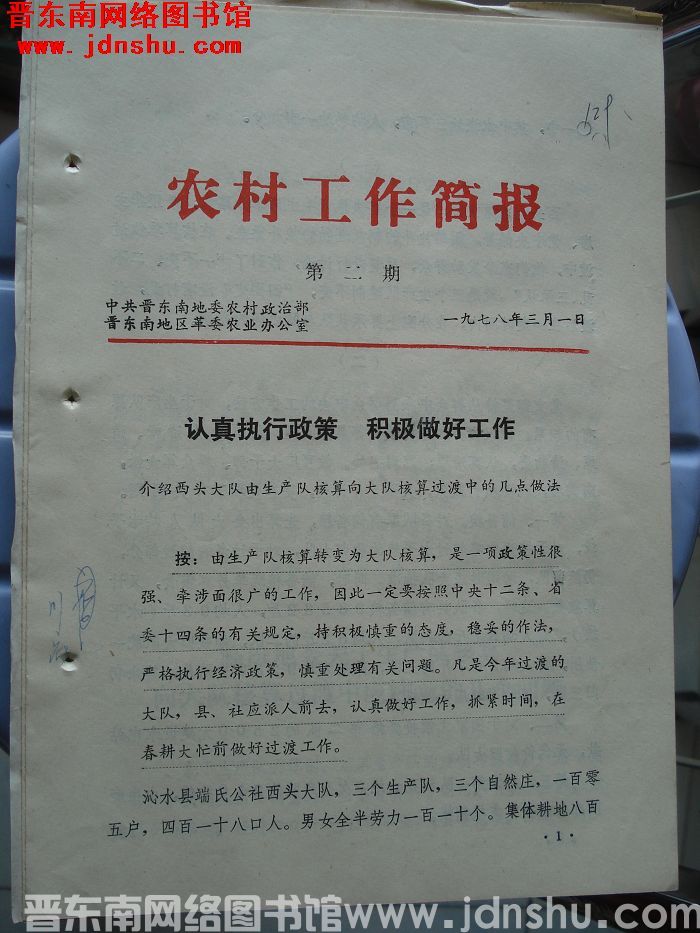 晋东南网络图书馆
www.jdnshu.com
农村工作简报
第二期
中共晋东南地委农村政治部
晋东南地区革委农业办公室
一九七八年三月一日
认真执行政策 积极做好工作
介绍西头大队由生产队核算向大队核算过渡中的几点做法
按：由生产队核算转变为大队核算，是一项政策性很
强、牵涉面很广的工作，因此一定要按照中央十二条、省
委十四条的有关规定，持积极慎重的态度，稳妥的作法，
严格执行经济政策，慎重处理有关问题。凡是今年过渡的
大队，县、社应派人前去，认真做好工作，抓紧时间，在
春耕大忙前做好过渡工作。
沁水县端氏公社西头大队，三个生产队，三个自然庄，一百零
五户，四百一十八口人。男女全半劳力一百一十个。集体耕地八百
·1·
晋东南网络图书馆www.jdnshu.com